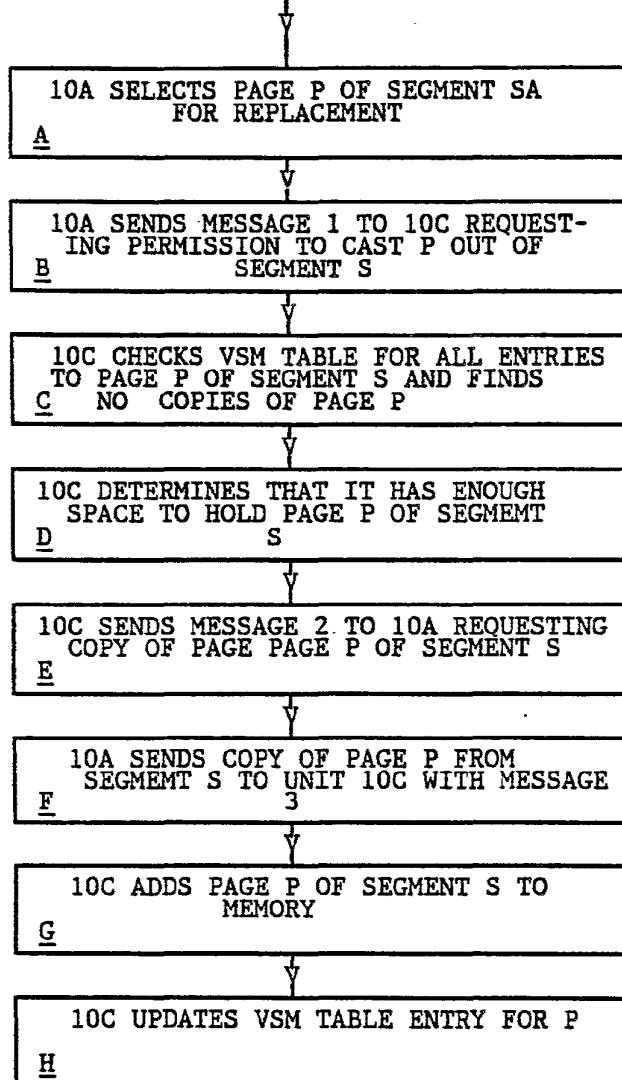 10A SELECTS PAGE P OF SEGMENT SA
FOR REPLACEMENT
A
10A SENDS MESSAGE 1 TO 10C REQUEST-
ING PERMISSION TO CAST P OUT OF
B SEGMENT S
10C CHECKS VSM TABLE FOR ALL ENTRIES
TO PAGE P OF SEGMENT S AND FINDS
C NO COPIES OF PAGE P
10C DETERMINES THAT IT HAS ENOUGH
SPACE TO HOLD PAGE P OF SEGMEMT
D S
10C SENDS MESSAGE 2 TO 10A REQUESTING
COPY OF PAGE PAGE P OF SEGMENT S
E
10A SENDS COPY OF PAGE P FROM
SEGMEMT S TO UNIT 10C WITH MESSAGE
F 3
10C ADDS PAGE P OF SEGMENT S TO
MEMORY
G
10C UPDATES VSM TABLE ENTRY FOR P
H